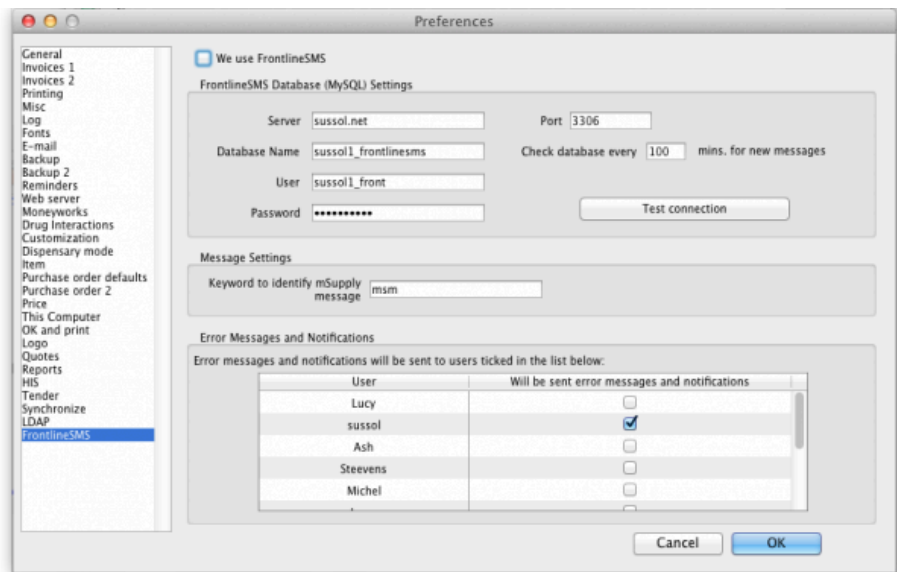 Preferences
General
Invoices 1
Invoices 2
Printing
Misc
Log
Fonts
E-mail
Backup
Backup 2
Reminders
Web server
Moneyworks
Drug Interactions
Customization
Dispensary mode
Item
Purchase order defaults
Purchase order 2
Price
This Computer
OK and print
Logo
Quotes
Reports
HIS
Tender
Synchronize
LDAP
FrontlineSMS
We use FrontlineSMS
FrontlineSMS Database (MySQL) Settings
Server sussol.net Port 3306
Database Name sussol1_frontlinesms Check database every 100 mins. for new messages
User sussol1_front
Password •••••••••• Test connection
Message Settings
Keyword to identify mSupply
message msm
Error Messages and Notifications
Error messages and notifications will be sent to users ticked in the list below:
User Will be sent error messages and notifications
Lucy
sussol
Ash
Steevens
Michel
Cancel OK